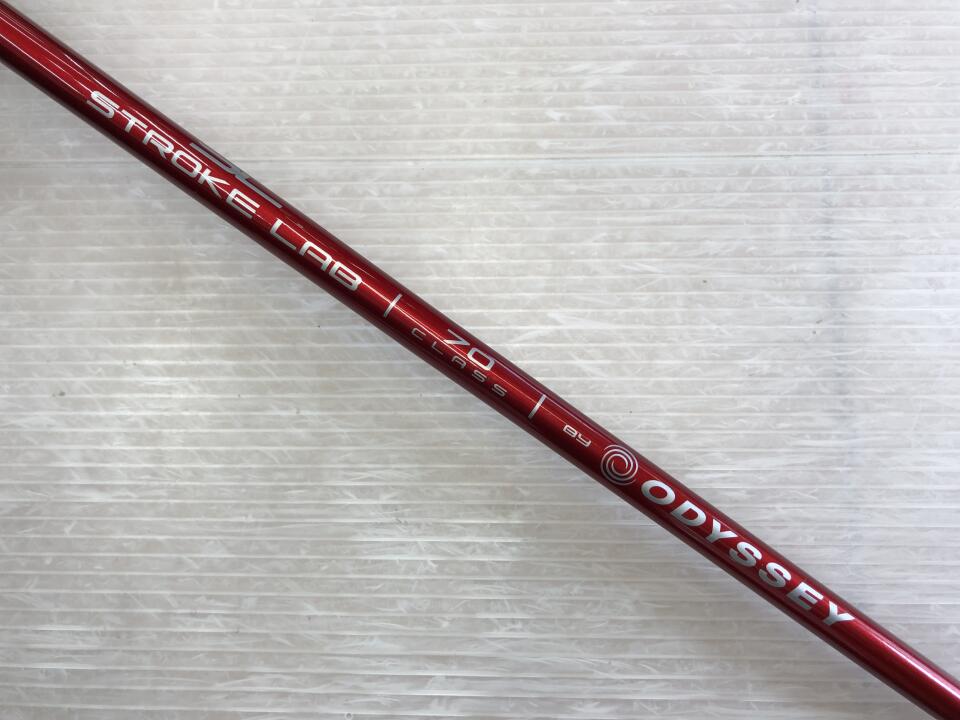 STROKE LAB
70
CLASS
BY ODYSSEY